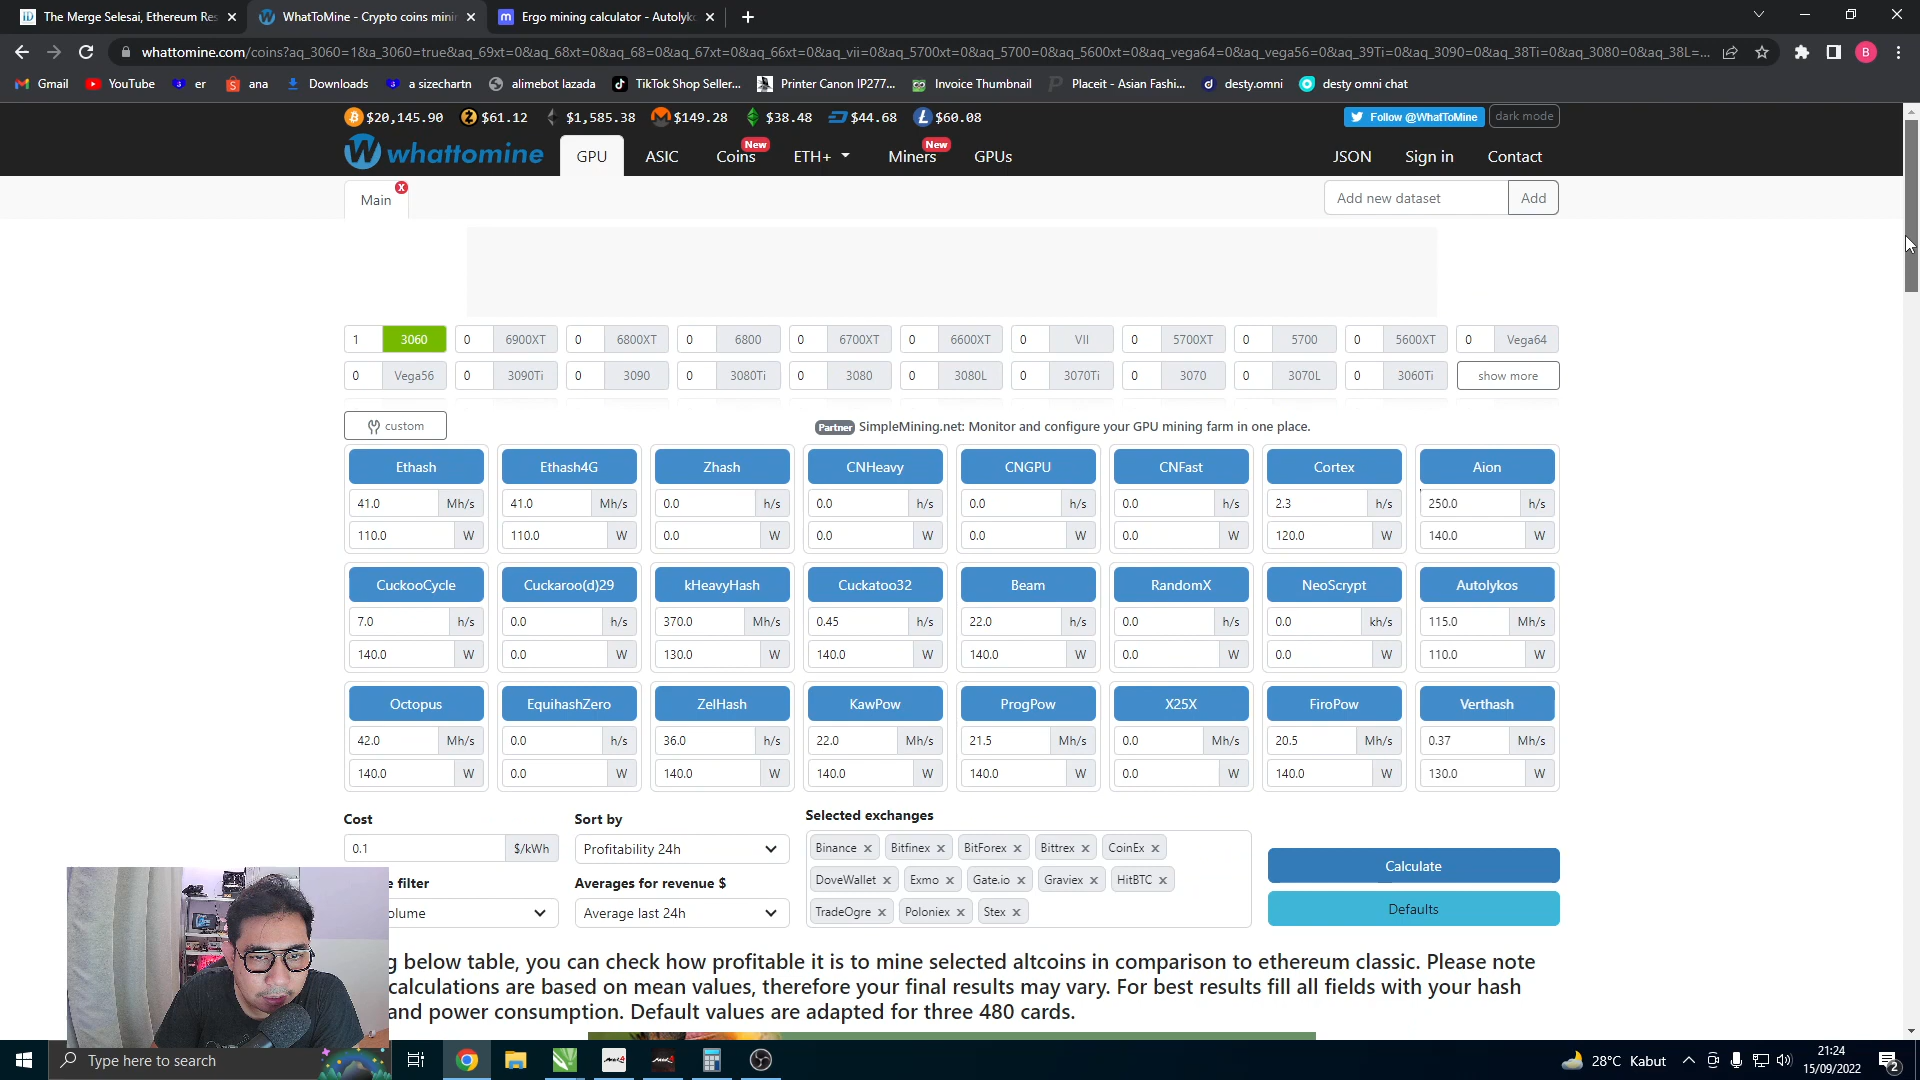 The Merge Selesai, Ethereum Res
WhatToMine - Crypto coins mini
Ergo mining calculator - Autolyk
whattomine.com/coins?aq_3060=1&a_3060=true&aq_69xt=0&aq_68xt=0&aq_68=0&aq_67xt=0&aq_66xt=0&aq_vii=0&aq_5700xt=0&aq_5700=0&aq_5600xt=0&aq_vega64=0&aq_vega56=0&aq_39Ti=0&aq_3090=0&aq_38Ti=0&aq_3080=0&aq_38L=...
B
Gmail YouTube er ana Downloads a sizechartn alimebot lazada TikTok Shop Seller... Printer Canon IP277... Invoice Thumbnail Placeit - Asian Fashi... desty.omni desty omni chat
$20,145.90 $61.12 $1,585.38 $149.28 $38.48 $44.68 $60.08 Follow @WhatToMine dark mode
whattomine GPU ASIC Coins New ETH+ Miners New GPUs JSON Sign in Contact
Main x Add new dataset Add
1 3060 0 6900XT 0 6800XT 0 6800 0 6700XT 0 6600XT 0 VII 0 5700XT 0 5700 0 5600XT 0 Vega64
0 Vega56 0 3090Ti 0 3090 0 3080Ti 0 3080 0 3080L 0 3070Ti 0 3070 0 3070L 0 3060Ti show more
custom Partner SimpleMining.net: Monitor and configure your GPU mining farm in one place.
Ethash Ethash4G Zhash CNHeavy CNGPU CNFast Cortex Aion
41.0 Mh/s 41.0 Mh/s 0.0 h/s 0.0 h/s 0.0 h/s 0.0 h/s 2.3 h/s 250.0 h/s
110.0 W 110.0 W 0.0 W 0.0 W 0.0 W 0.0 W 120.0 W 140.0 W
CuckooCycle Cuckaroo(d)29 kHeavyHash Cuckatoo32 Beam RandomX NeoScrypt Autolykos
7.0 h/s 0.0 h/s 370.0 Mh/s 0.45 h/s 22.0 h/s 0.0 h/s 0.0 kh/s 115.0 Mh/s
140.0 W 0.0 W 130.0 W 140.0 W 140.0 W 0.0 W 0.0 W 110.0 W
Octopus EquihashZero ZelHash KawPow ProgPow X25X FiroPow Verthash
42.0 Mh/s 0.0 h/s 36.0 h/s 22.0 Mh/s 21.5 Mh/s 0.0 Mh/s 20.5 Mh/s 0.37 Mh/s
140.0 W 0.0 W 140.0 W 140.0 W 140.0 W 0.0 W 140.0 W 130.0 W
Cost Sort by Selected exchanges
0.1 $/kWh Profitability 24h Binance Bitfinex BitForex Bittrex CoinEx Calculate
filter Averages for revenue $ DoveWallet Exmo Gate.io Graviex HitBTC
olume Average last 24h TradeOgre Poloniex Stex Defaults
g below table, you can check how profitable it is to mine selected altcoins in comparison to ethereum classic. Please note
calculations are based on mean values, therefore your final results may vary. For best results fill all fields with your hash
and power consumption. Default values are adapted for three 480 cards.
Type here to search 28°C Kabut 21:24
15/09/2022 2